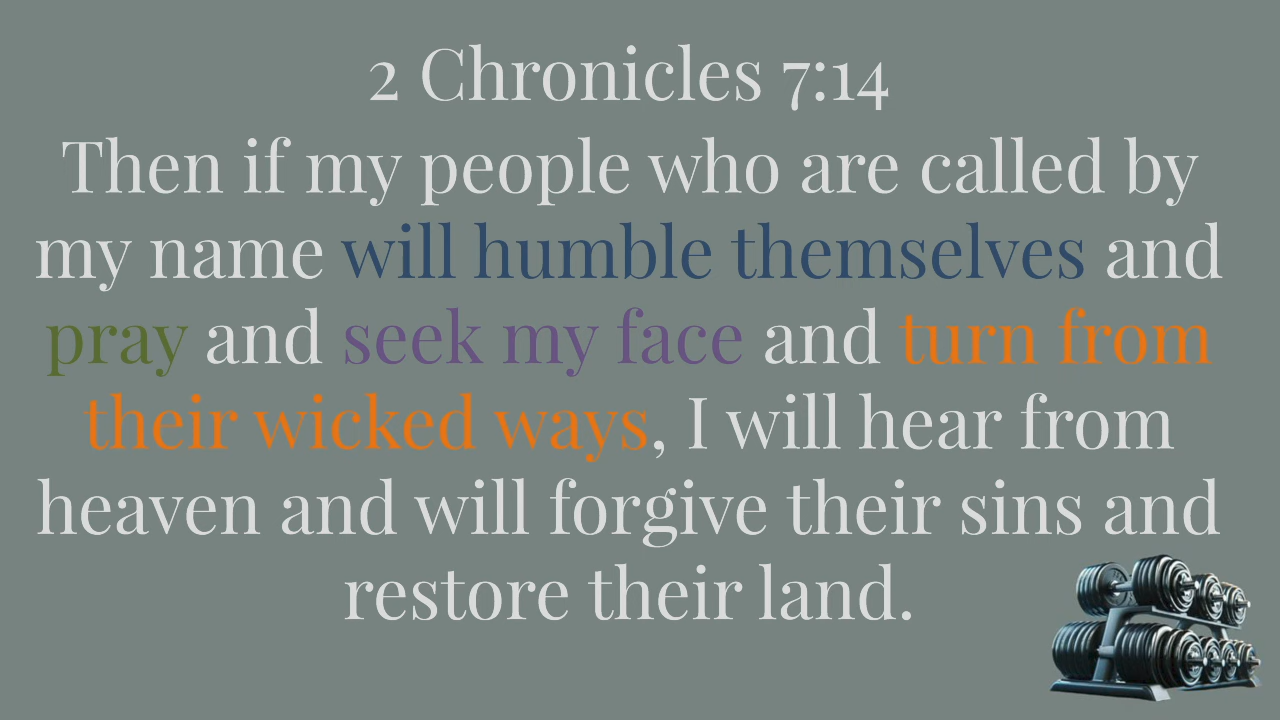 2 Chronicles 7:14
Then if my people who are called by
my name will humble themselves and
pray and seek my face and turn from
their wicked ways, I will hear from
heaven and will forgive their sins and
restore their land.